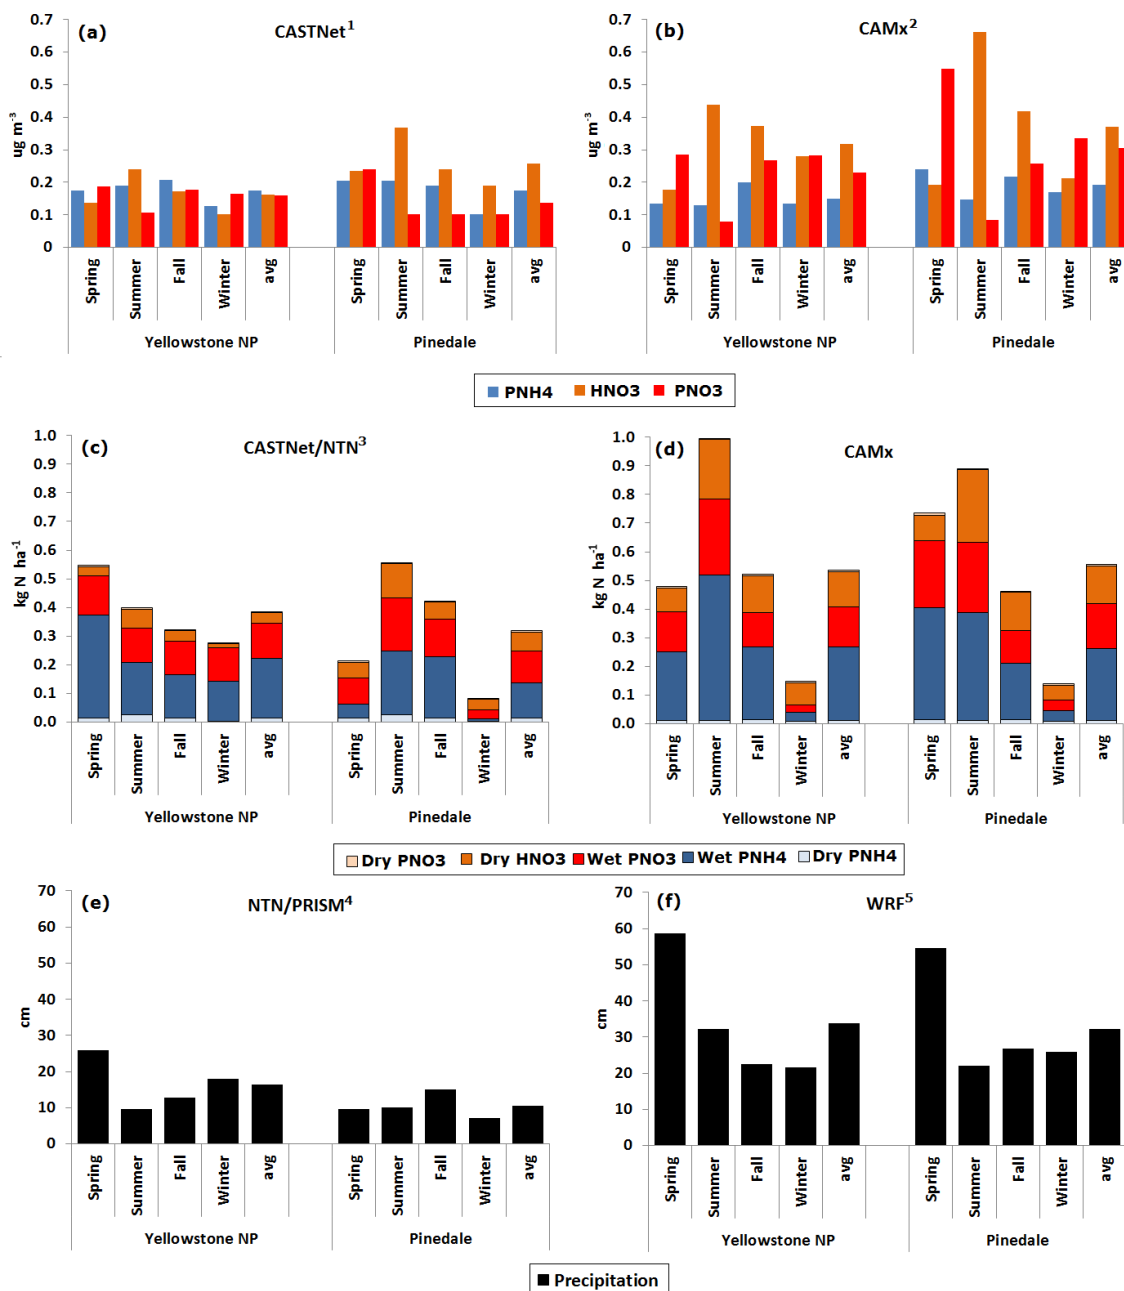 (a) CASTNet1
0.7
0.6
0.5
0.4
0.3
0.2
0.1
0
ug m-3
Spring Summer Fall Winter avg Spring Summer Fall Winter avg
Yellowstone NP Pinedale
(b) CAMx2
0.7
0.6
0.5
0.4
0.3
0.2
0.1
0
ug m-3
Spring Summer Fall Winter avg Spring Summer Fall Winter avg
Yellowstone NP Pinedale
PNH4 HNO3 PNO3
(c) CASTNet/NTN3
1.0
0.9
0.8
0.7
0.6
0.5
0.4
0.3
0.2
0.1
0.0
kg N ha-1
Spring Summer Fall Winter avg Spring Summer Fall Winter avg
Yellowstone NP Pinedale
(d) CAMx
1.0
0.9
0.8
0.7
0.6
0.5
0.4
0.3
0.2
0.1
0.0
kg N ha-1
Spring Summer Fall Winter avg Spring Summer Fall Winter avg
Yellowstone NP Pinedale
Dry PNO3 Dry HNO3 Wet PNO3 Wet PNH4 Dry PNH4
(e) NTN/PRISM4
70
60
50
40
30
20
10
0
cm
Spring Summer Fall Winter avg Spring Summer Fall Winter avg
Yellowstone NP Pinedale
(f) WRF5
70
60
50
40
30
20
10
0
cm
Spring Summer Fall Winter avg Spring Summer Fall Winter avg
Yellowstone NP Pinedale
Precipitation